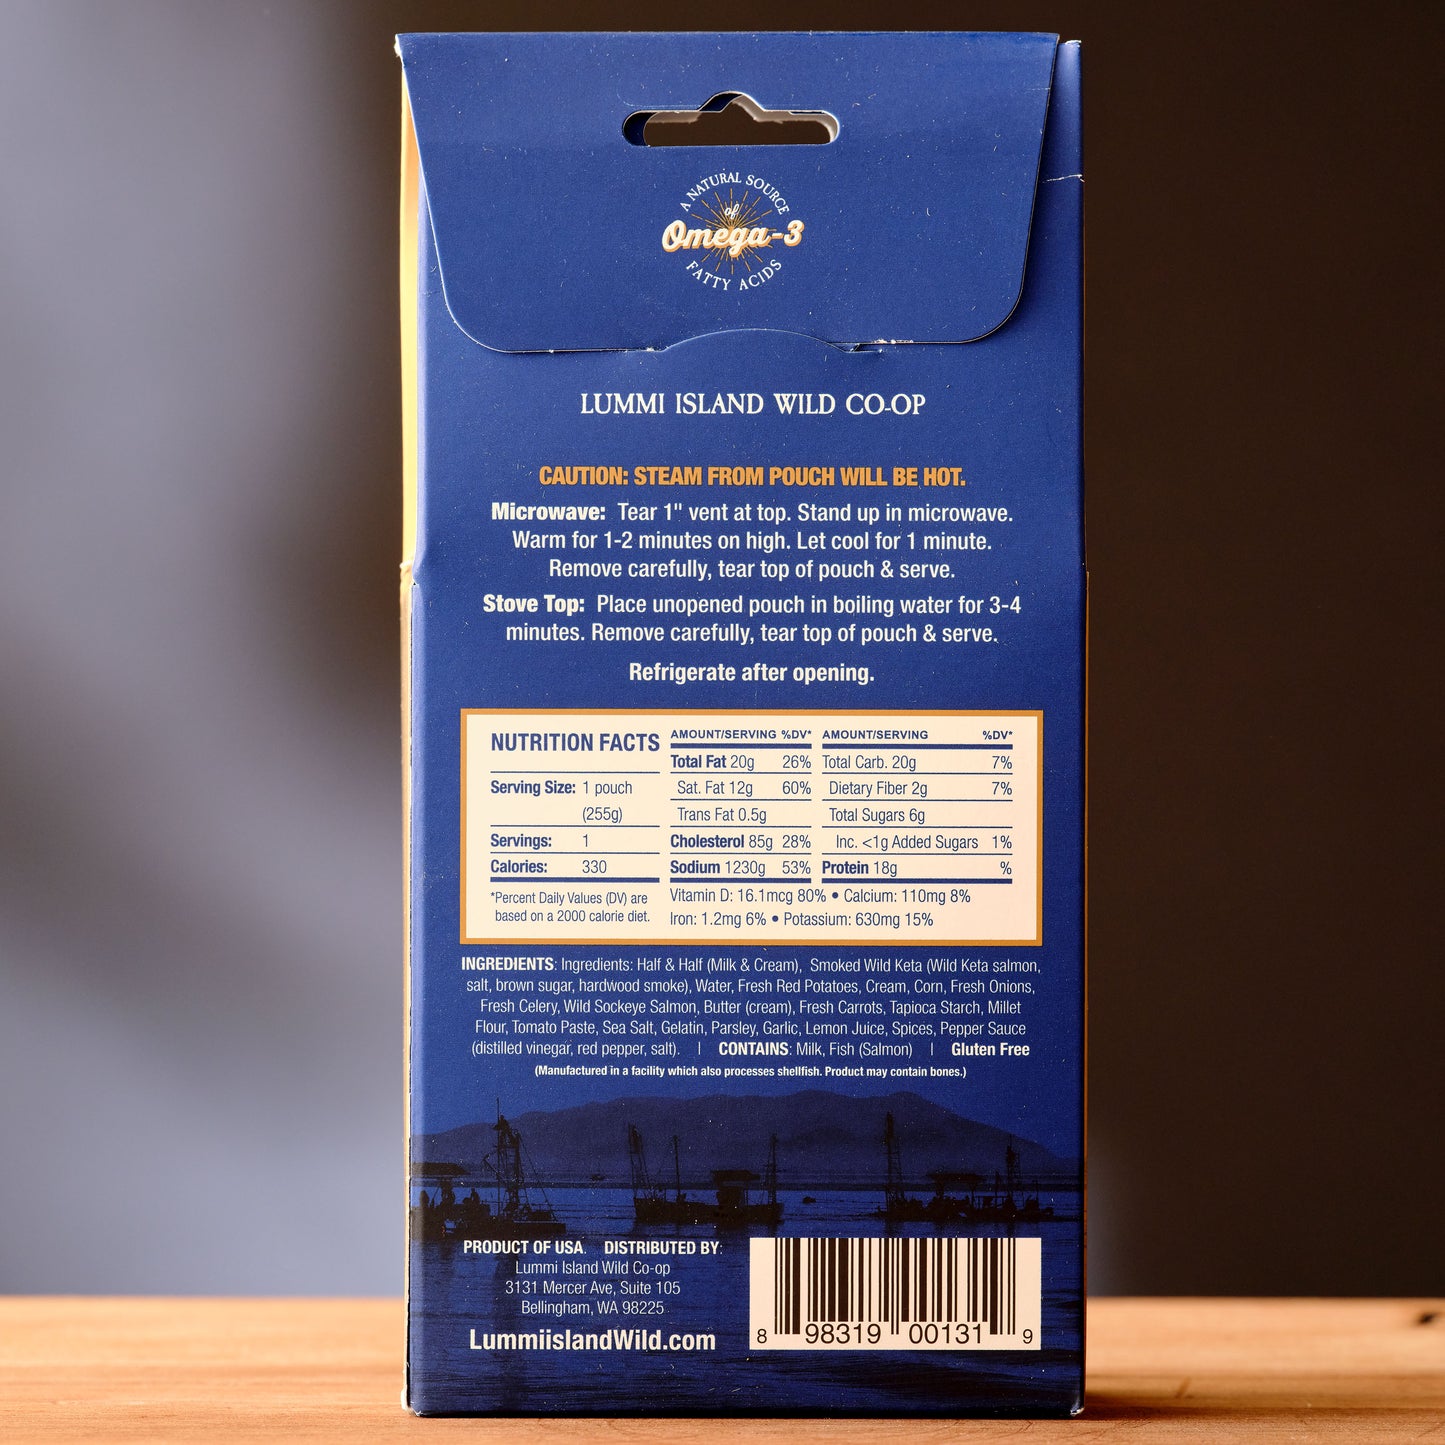 A NATURAL SOURCE
of
Omega-3
FATTY ACIDS
LUMMI ISLAND WILD CO-OP
CAUTION: STEAM FROM POUCH WILL BE HOT.
Microwave: Tear 1" vent at top. Stand up in microwave.
Warm for 1-2 minutes on high. Let cool for 1 minute.
Remove carefully, tear top of pouch & serve.
Stove Top: Place unopened pouch in boiling water for 3-4
minutes. Remove carefully, tear top of pouch & serve.
Refrigerate after opening.
NUTRITION FACTS
Serving Size: 1 pouch
(255g)
Servings: 1
Calories: 330
*Percent Daily Values (DV) are
based on a 2000 calorie diet.
AMOUNT/SERVING %DV*
Total Fat 20g 26%
Sat. Fat 12g 60%
Trans Fat 0.5g
Cholesterol 85g 28%
Sodium 1230g 53%
AMOUNT/SERVING %DV*
Total Carb. 20g 7%
Dietary Fiber 2g 7%
Total Sugars 6g
Inc. <1g Added Sugars 1%
Protein 18g %
Vitamin D: 16.1mcg 80% • Calcium: 110mg 8%
Iron: 1.2mg 6% • Potassium: 630mg 15%
INGREDIENTS: Ingredients: Half & Half (Milk & Cream), Smoked Wild Keta (Wild Keta salmon,
salt, brown sugar, hardwood smoke), Water, Fresh Red Potatoes, Cream, Corn, Fresh Onions,
Fresh Celery, Wild Sockeye Salmon, Butter (cream), Fresh Carrots, Tapioca Starch, Millet
Flour, Tomato Paste, Sea Salt, Gelatin, Parsley, Garlic, Lemon Juice, Spices, Pepper Sauce
(distilled vinegar, red pepper, salt). | CONTAINS: Milk, Fish (Salmon) | Gluten Free
(Manufactured in a facility which also processes shellfish. Product may contain bones.)
PRODUCT OF USA. DISTRIBUTED BY:
Lummi Island Wild Co-op
3131 Mercer Ave, Suite 105
Bellingham, WA 98225
LummiislandWild.com
8 98319 00131 9